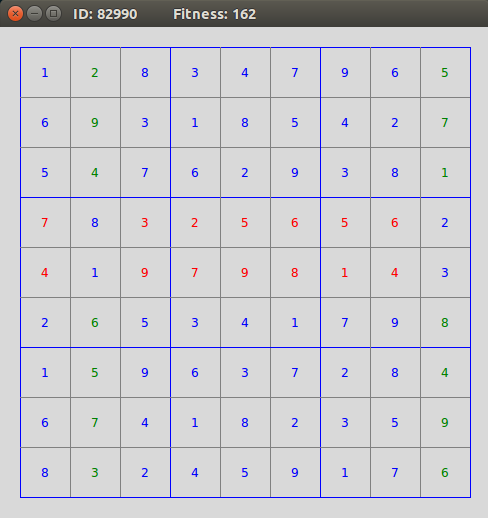 ID: 82990 Fitness: 162
1 2 8 3 4 7 9 6 5
6 9 3 1 8 5 4 2 7
5 4 7 6 2 9 3 8 1
7 8 3 2 5 6 5 6 2
4 1 9 7 9 8 1 4 3
2 6 5 3 4 1 7 9 8
1 5 9 6 3 7 2 8 4
6 7 4 1 8 2 3 5 9
8 3 2 4 5 9 1 7 6